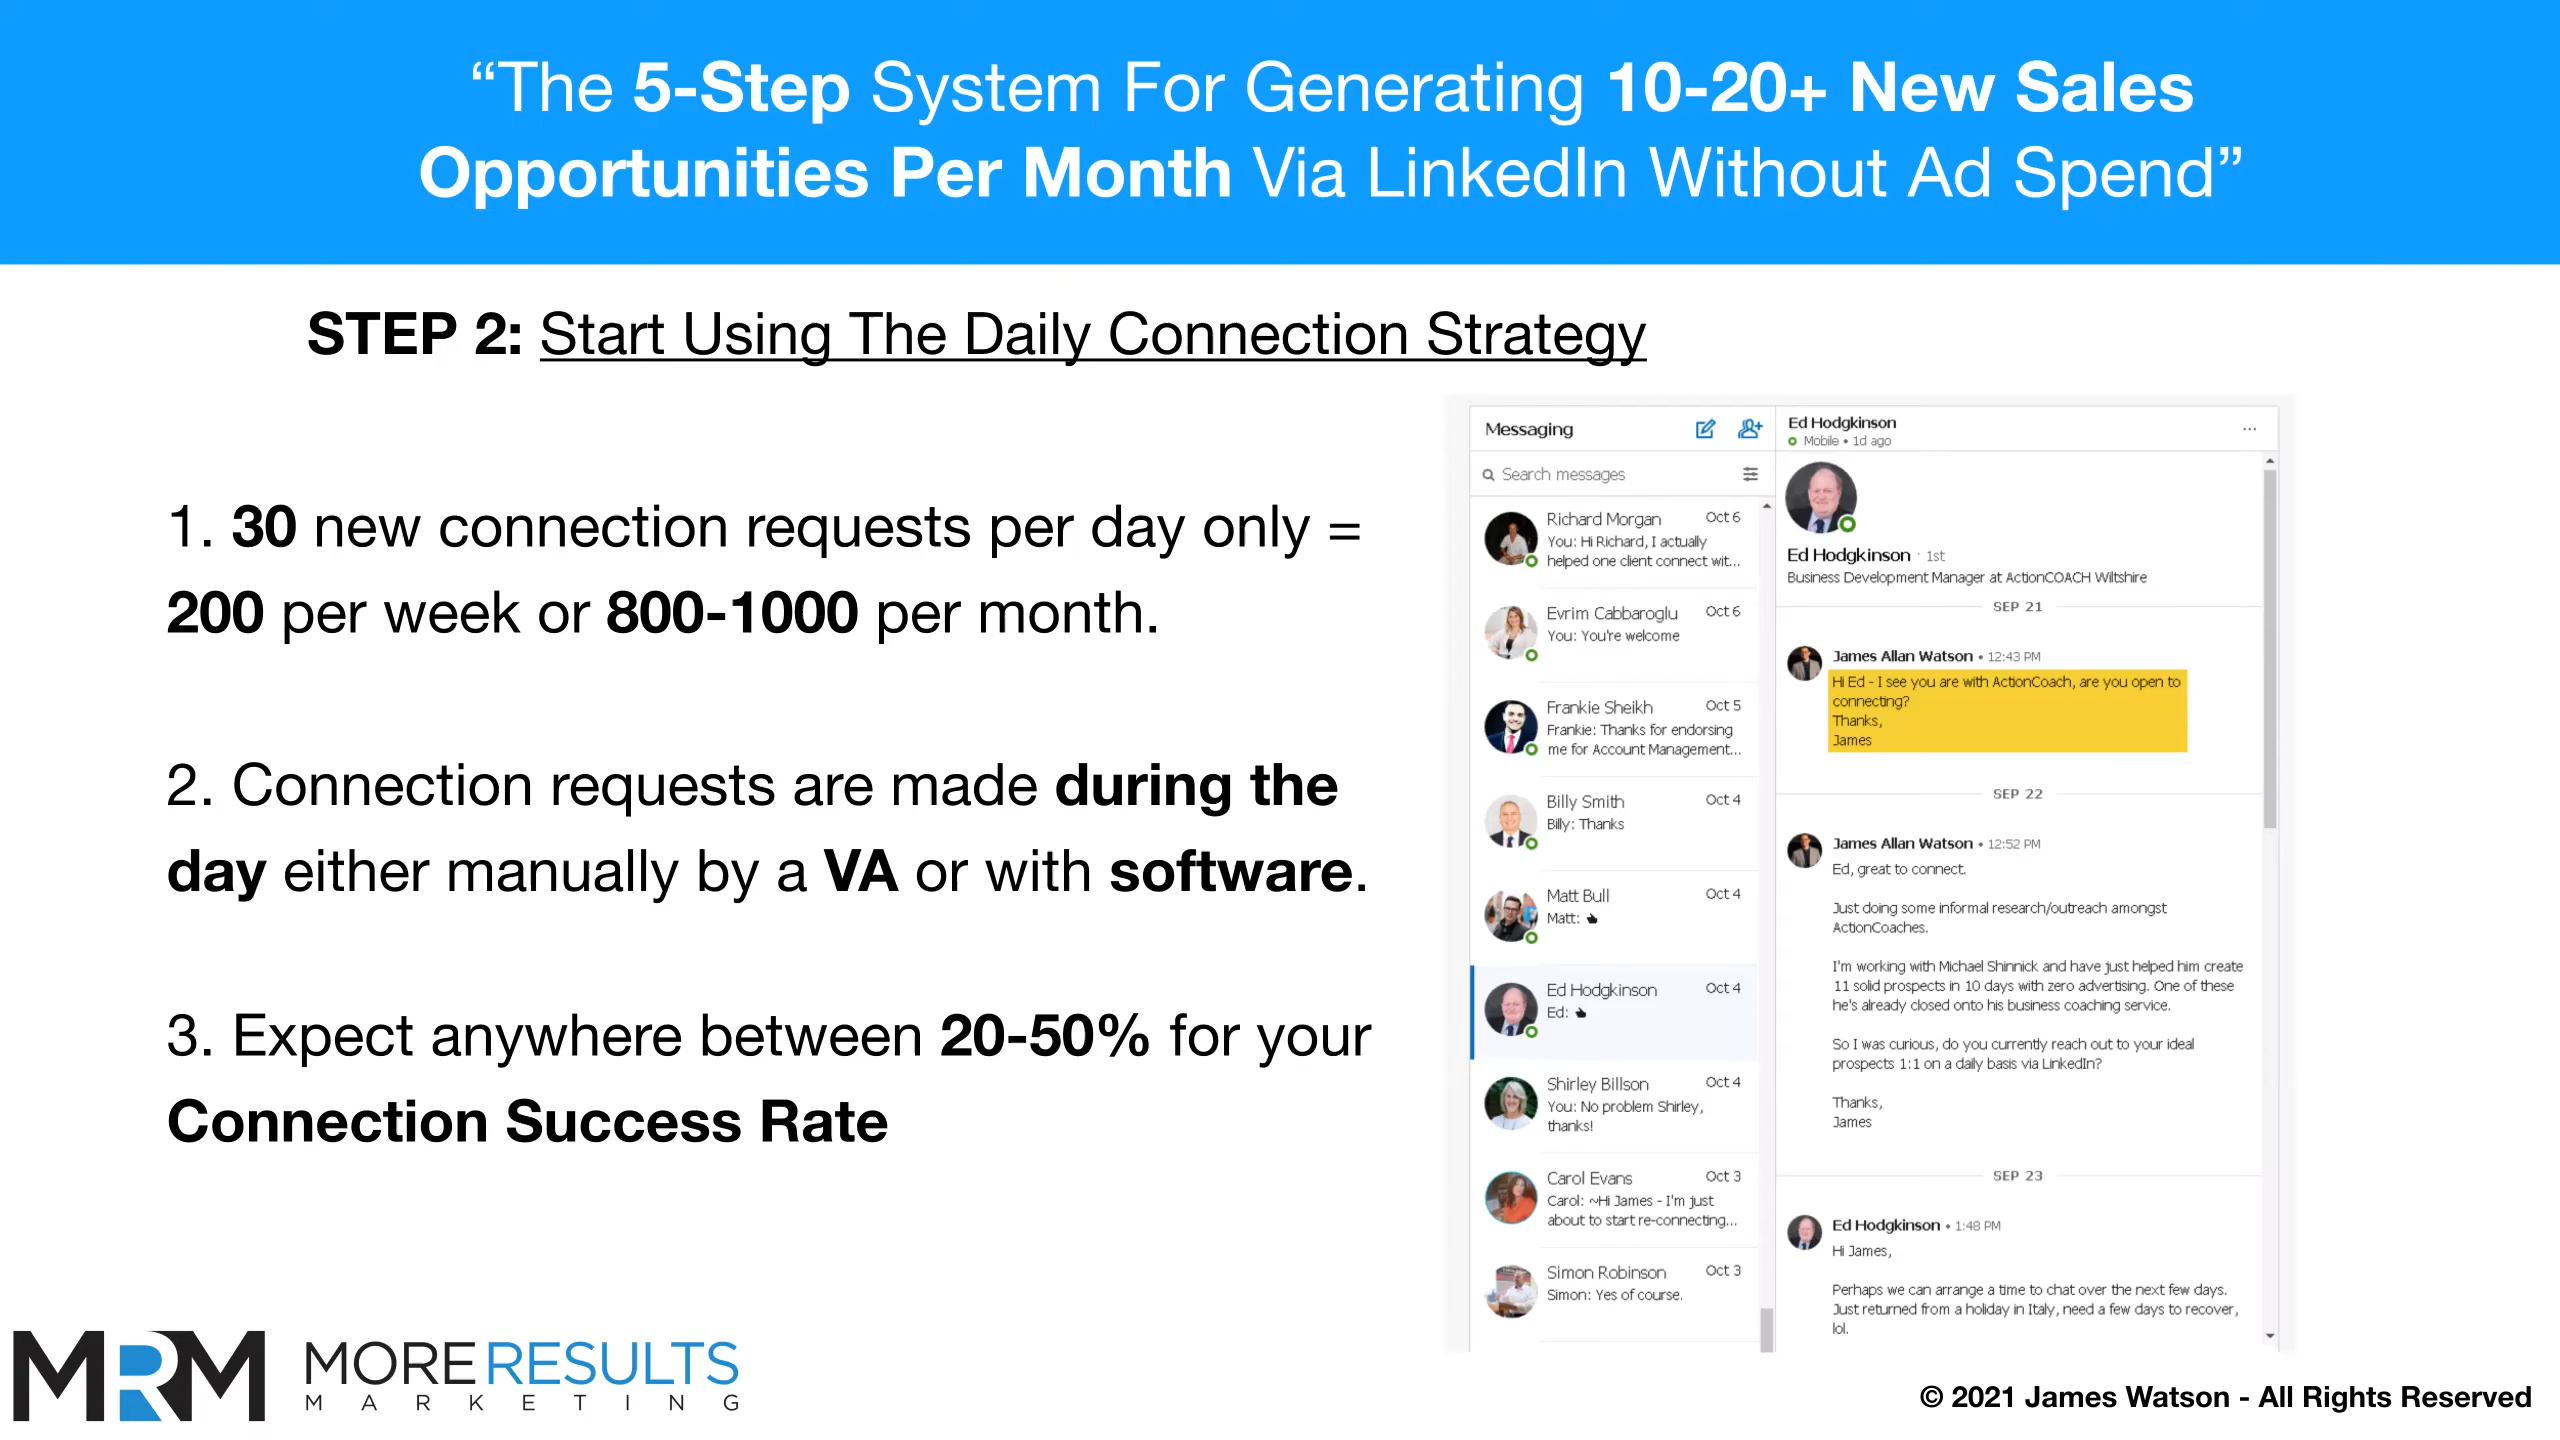 “The 5-Step System For Generating 10-20+ New Sales
Opportunities Per Month Via LinkedIn Without Ad Spend”
STEP 2: Start Using The Daily Connection Strategy
1. 30 new connection requests per day only =
200 per week or 800-1000 per month.
2. Connection requests are made during the
day either manually by a VA or with software.
3. Expect anywhere between 20-50% for your
Connection Success Rate
Messaging
Search messages
Richard Morgan Oct 6
You: Hi Richard, I actually
helped one client connect wit...
Evrim Cabbaroglu Oct 6
You: You're welcome
Frankie Sheikh Oct 5
Frankie: Thanks for endorsing
me for Account Management...
Billy Smith Oct 4
Billy: Thanks
Matt Bull Oct 4
Matt:
Ed Hodgkinson Oct 4
Ed:
Shirley Billson Oct 4
You: No problem Shirley,
thanks!
Carol Evans Oct 3
Carol: ~Hi James - I'm just
about to start re-connecting...
Simon Robinson Oct 3
Simon: Yes of course.
Ed Hodgkinson
Mobile • 1d ago
...
Ed Hodgkinson · 1st
Business Development Manager at ActionCOACH Wiltshire
SEP 21
James Allan Watson • 12:43 PM
Hi Ed - I see you are with ActionCoach, are you open to
connecting?
Thanks,
James
SEP 22
James Allan Watson • 12:52 PM
Ed, great to connect.
Just doing some informal research/outreach amongst
ActionCoaches.
I'm working with Michael Shinnick and have just helped him create
11 solid prospects in 10 days with zero advertising. One of these
he's already closed onto his business coaching service.
So I was curious, do you currently reach out to your ideal
prospects 1:1 on a daily basis via LinkedIn?
Thanks,
James
SEP 23
Ed Hodgkinson • 1:48 PM
Hi James,
Perhaps we can arrange a time to chat over the next few days.
Just returned from a holiday in Italy, need a few days to recover,
lol.
MRM MORERESULTS
MARKETING
© 2021 James Watson - All Rights Reserved